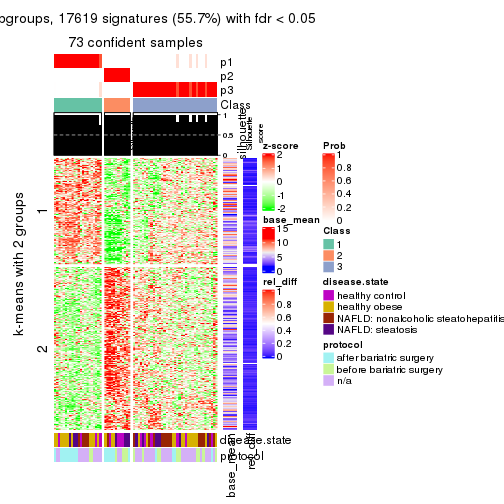 ogroups, 17619 signatures (55.7%) with fdr < 0.05
73 confident samples
p1
p2
p3
Class
1
0.5
0
silhouette
silhouette
score
k-means with 2 groups
1
2
z-score
2
1
0
-1
-2
base_mean
15
10
5
0
rel_diff
1
0.8
0.6
0.4
0.2
0
Prob
1
0.8
0.6
0.4
0.2
0
Class
1
2
3
disease.state
healthy control
healthy obese
NAFLD: nonalcoholic steatohepatitis
NAFLD: steatosis
protocol
after bariatric surgery
before bariatric surgery
n/a
disease.state
protocol
base_mean
rel_diff